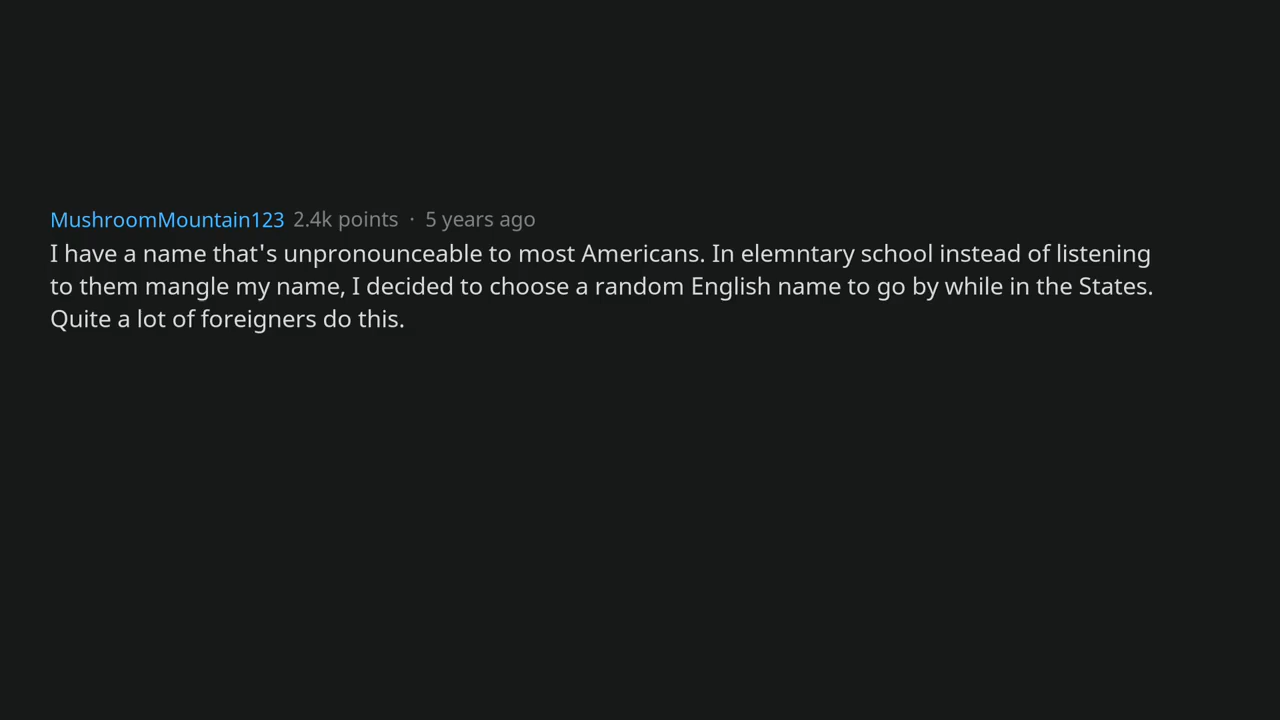 MushroomMountain123 2.4k points · 5 years ago
I have a name that's unpronounceable to most Americans. In elemntary school instead of listening
to them mangle my name, I decided to choose a random English name to go by while in the States.
Quite a lot of foreigners do this.